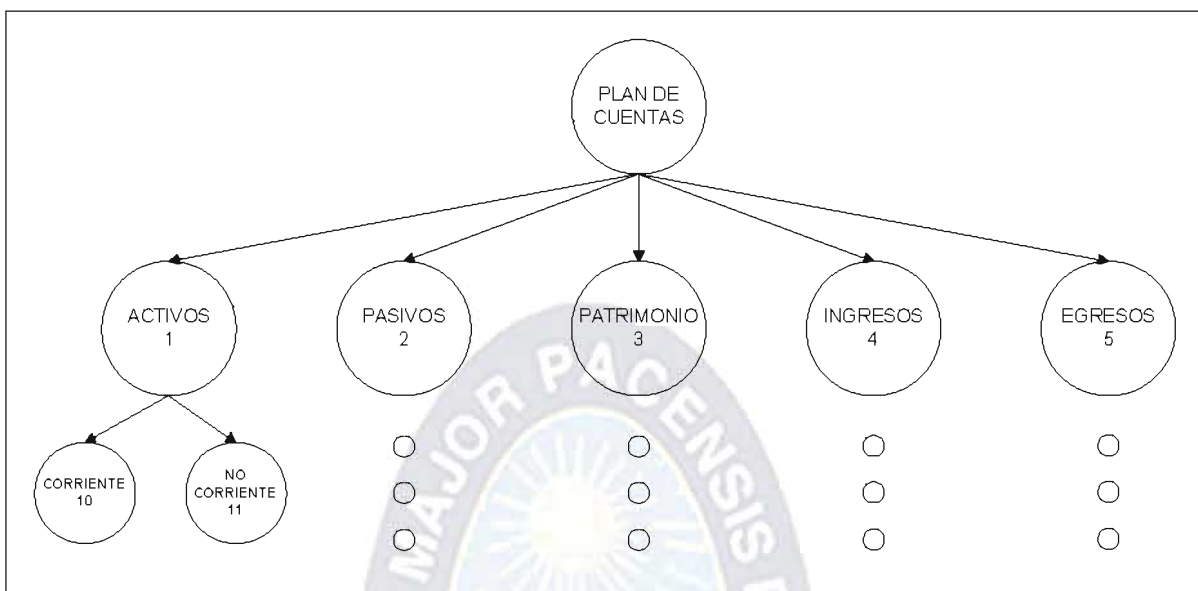 PLAN DE
CUENTAS
ACTIVOS
1
PASIVOS
2
PATRIMONIO
3
INGRESOS
4
EGRESOS
5
CORRIENTE
10
NO
CORRIENTE
11
MAJOR PACENSIS